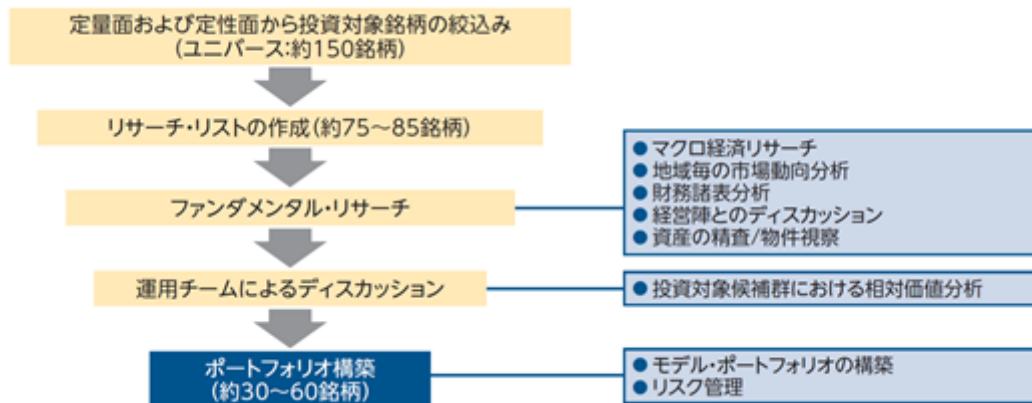 定量面および定性面から投資対象銘柄の絞込み
(ユニバース:約150銘柄)
リサーチ・リストの作成(約75～85銘柄)
ファンダメンタル・リサーチ
●マクロ経済リサーチ
●地域毎の市場動向分析
●財務諸表分析
●経営陣とのディスカッション
●資産の精査/物件視察
運用チームによるディスカッション
●投資対象候補群における相対価値分析
ポートフォリオ構築
(約30～60銘柄)
●モデル・ポートフォリオの構築
●リスク管理